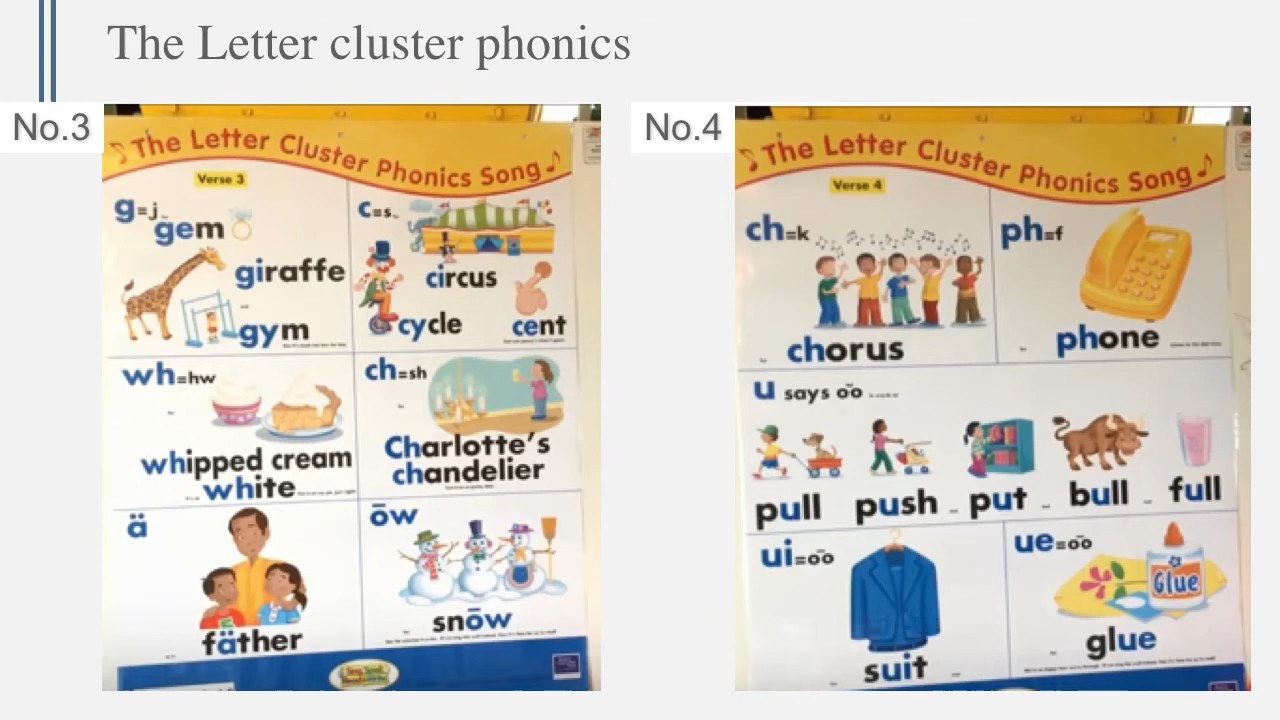 The Letter cluster phonics
No.3
The Letter Cluster Phonics Song
Verse 3
g=j
gem
giraffe
gym
c=s
circus
cycle
cent
wh=hw
whipped cream
white
ch=sh
Charlotte's
chandelier
ä
father
ōw
snōw
No.4
The Letter Cluster Phonics Song
Verse 4
ch=k
chorus
ph=f
phone
u says
pull push put bull full
ui=
suit
ue=
Glue
glue